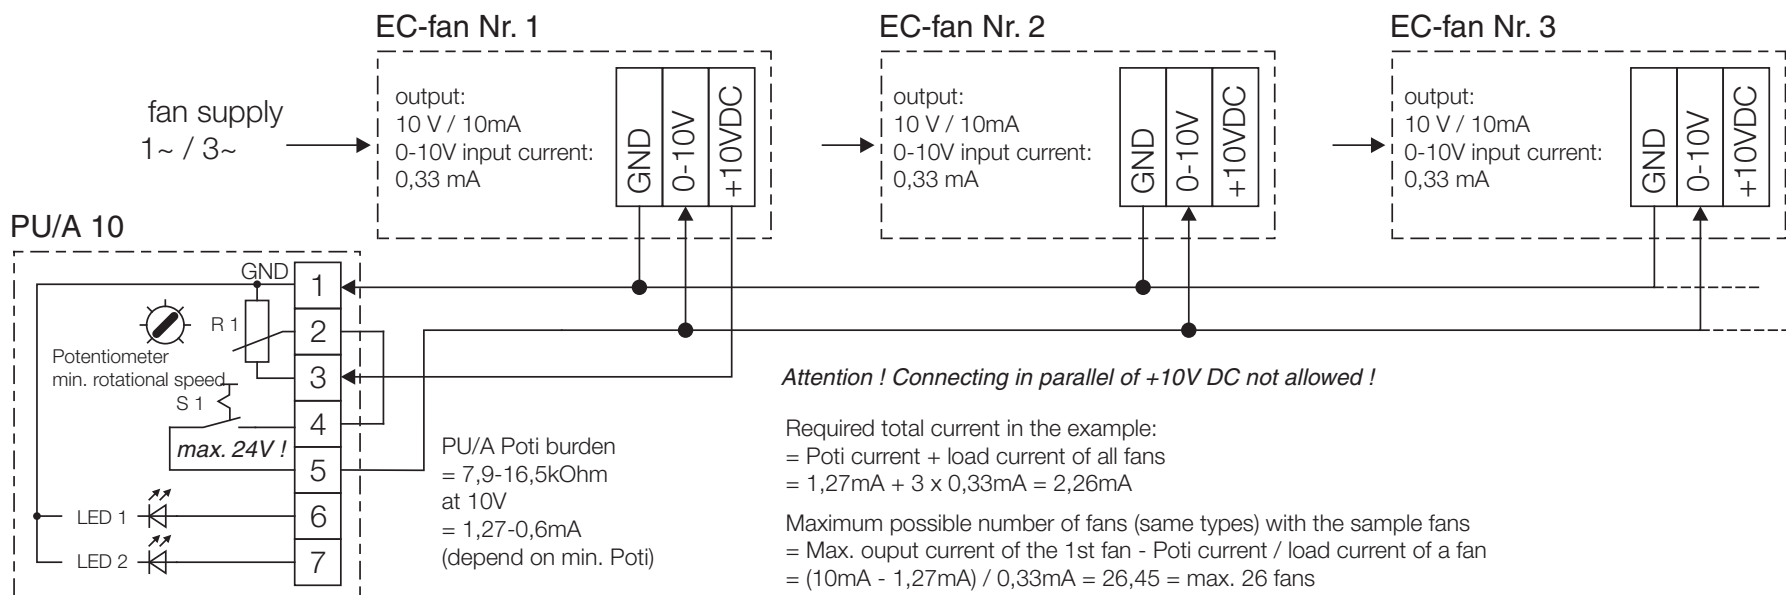 EC-fan Nr. 1
EC-fan Nr. 2
EC-fan Nr. 3
fan supply
1~ / 3~
output:
10 V / 10mA
0-10V input current:
0,33 mA
GND
0-10V
+10VDC
output:
10 V / 10mA
0-10V input current:
0,33 mA
GND
0-10V
+10VDC
output:
10 V / 10mA
0-10V input current:
0,33 mA
GND
0-10V
+10VDC
PU/A 10
GND
1
R 1
2
Potentiometer
min. rotational speed
3
S 1
4
max. 24V !
5
LED 1
6
LED 2
7
PU/A Poti burden
= 7,9-16,5kOhm
at 10V
= 1,27-0,6mA
(depend on min. Poti)
Attention ! Connecting in parallel of +10V DC not allowed !
Required total current in the example:
= Poti current + load current of all fans
= 1,27mA + 3 x 0,33mA = 2,26mA
Maximum possible number of fans (same types) with the sample fans
= Max. ouput current of the 1st fan - Poti current / load current of a fan
= (10mA - 1,27mA) / 0,33mA = 26,45 = max. 26 fans